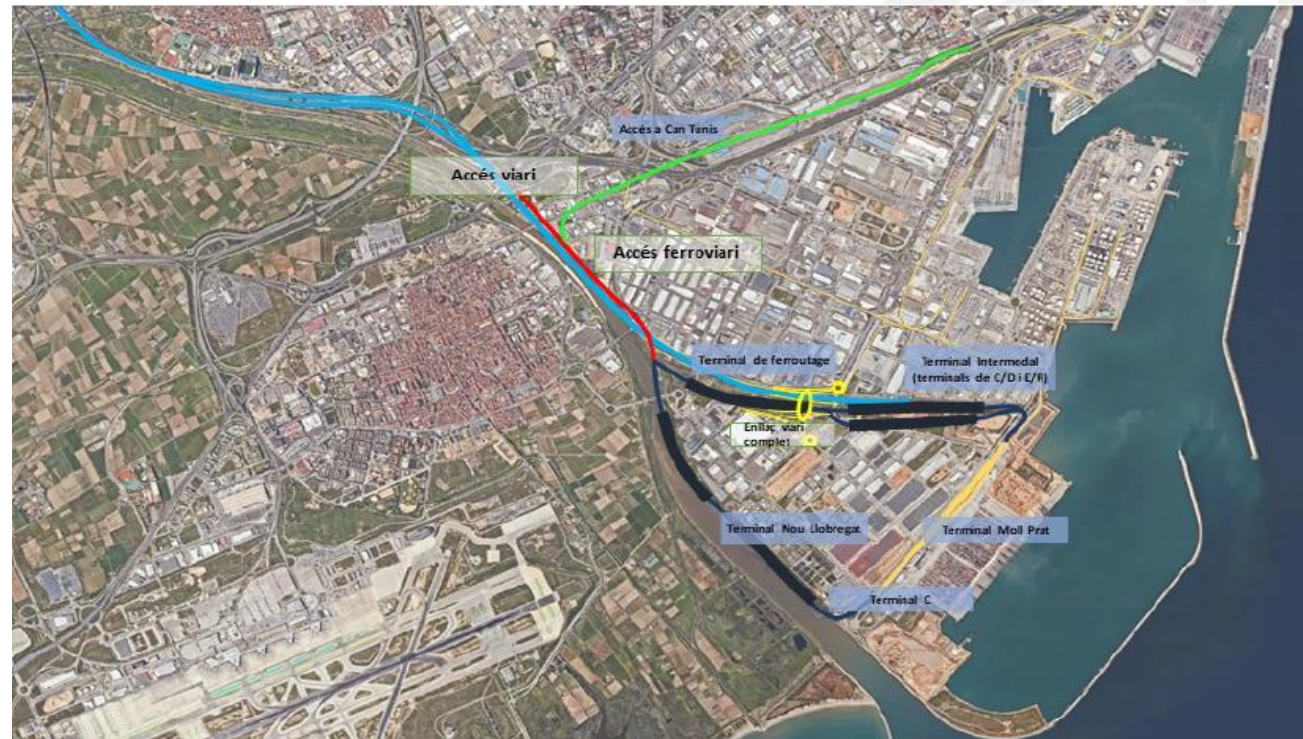 Accés a Can Tunis
Accés viari
Accés ferroviari
Terminal de ferroutage
Terminal Intermodal
(terminals de C/D i E/R)
Enllaç viari
complet
Terminal Nou Llobregat
Terminal Moll Prat
Terminal C